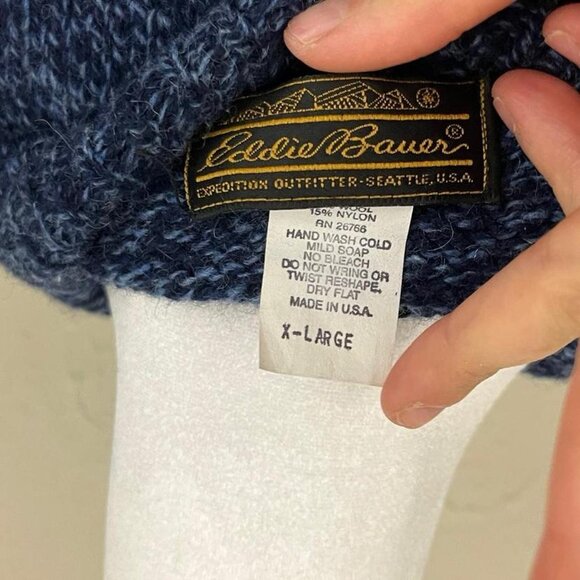 Eddie Bauer®
EXPEDITION OUTFITTER-SEATTLE, U.S.A.
WOOL
15% NYLON
RN 26766
HAND WASH COLD
MILD SOAP
NO BLEACH
DO NOT WRING OR
TWIST RESHAPE,
DRY FLAT
MADE IN U.S.A.
X-LARGE